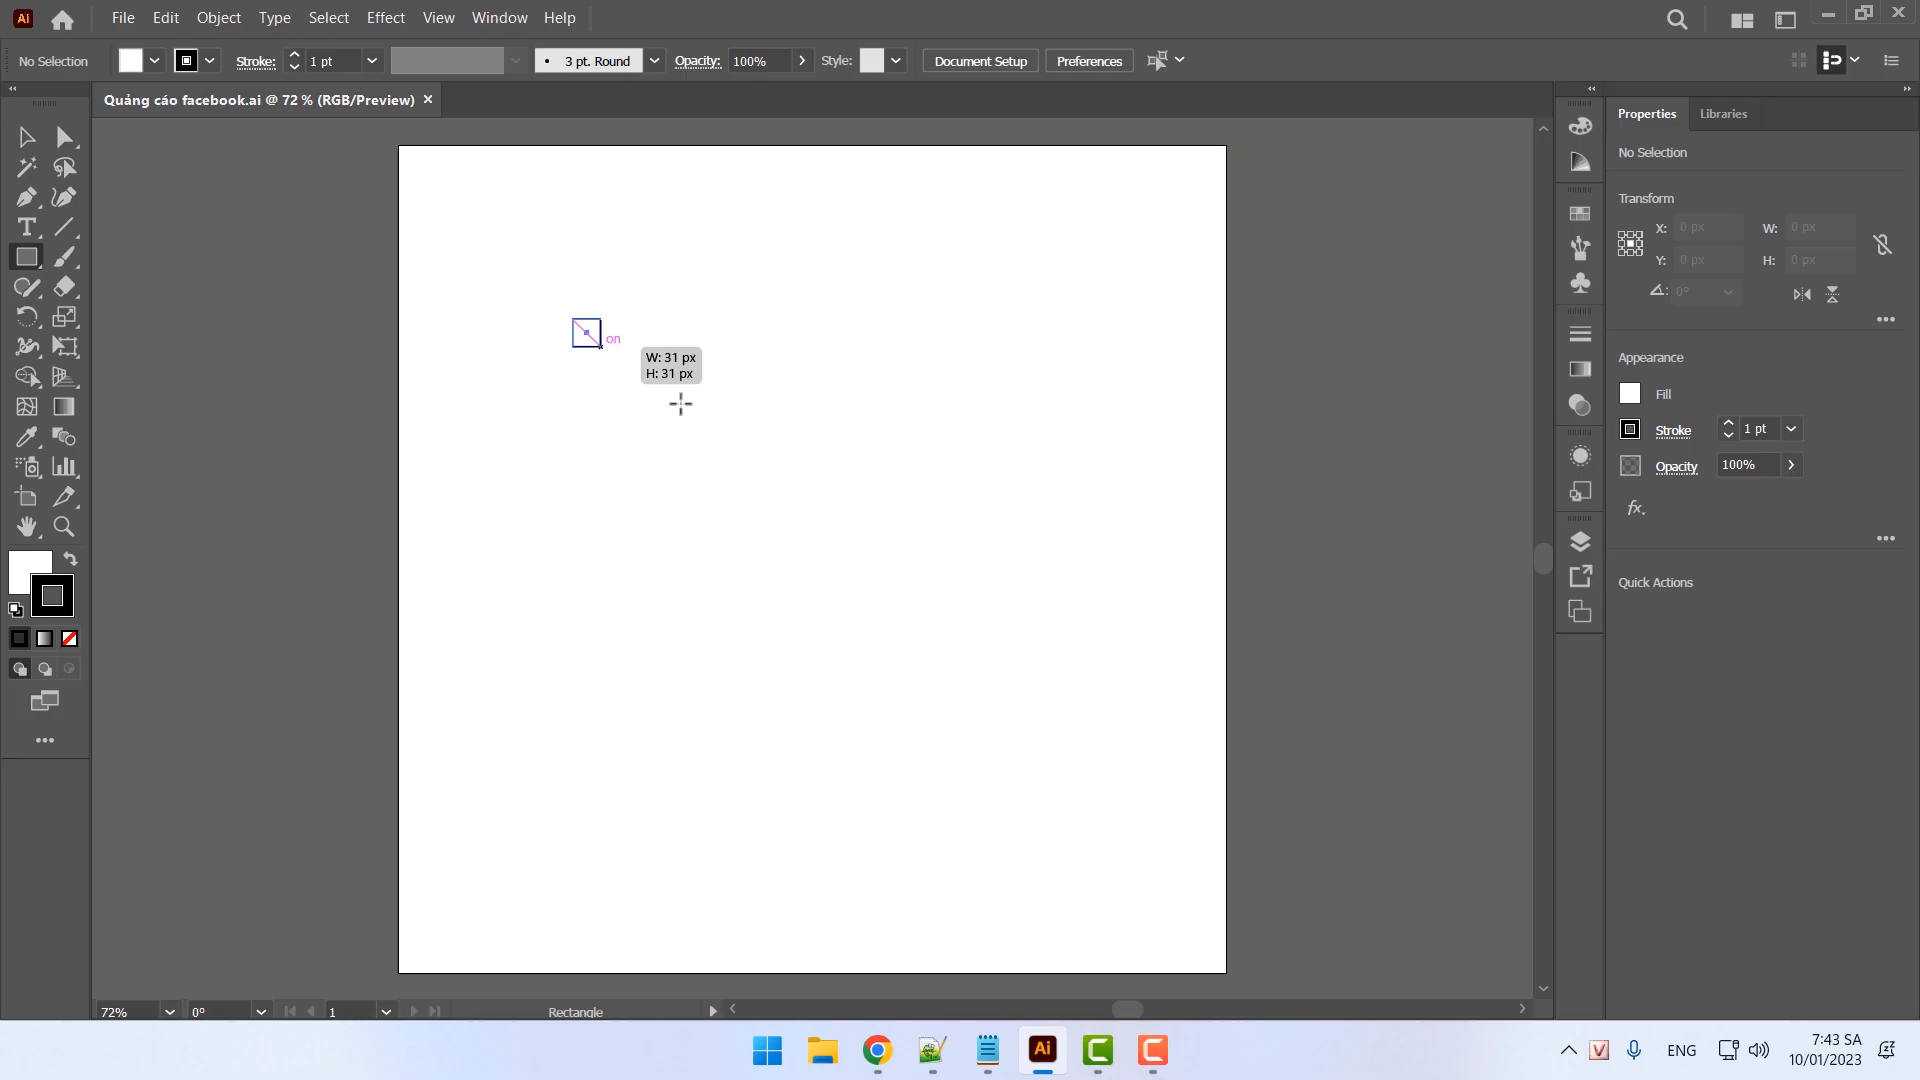 Ai File Edit Object Type Select Effect View Window Help
No Selection Stroke: 1 pt 3 pt. Round Opacity: 100% Style: Document Setup Preferences
Quảng cáo facebook.ai @ 72 % (RGB/Preview) ×
Properties Libraries
No Selection
Transform
X: 0 px W: 0 px
Y: 0 px H: 0 px
0°
Appearance
Fill
Stroke 1 pt
Opacity 100%
fx.
Quick Actions
on
W: 31 px
H: 31 px
72% 0° 1 Rectangle
Ai
V ENG 7:43 SA
10/01/2023